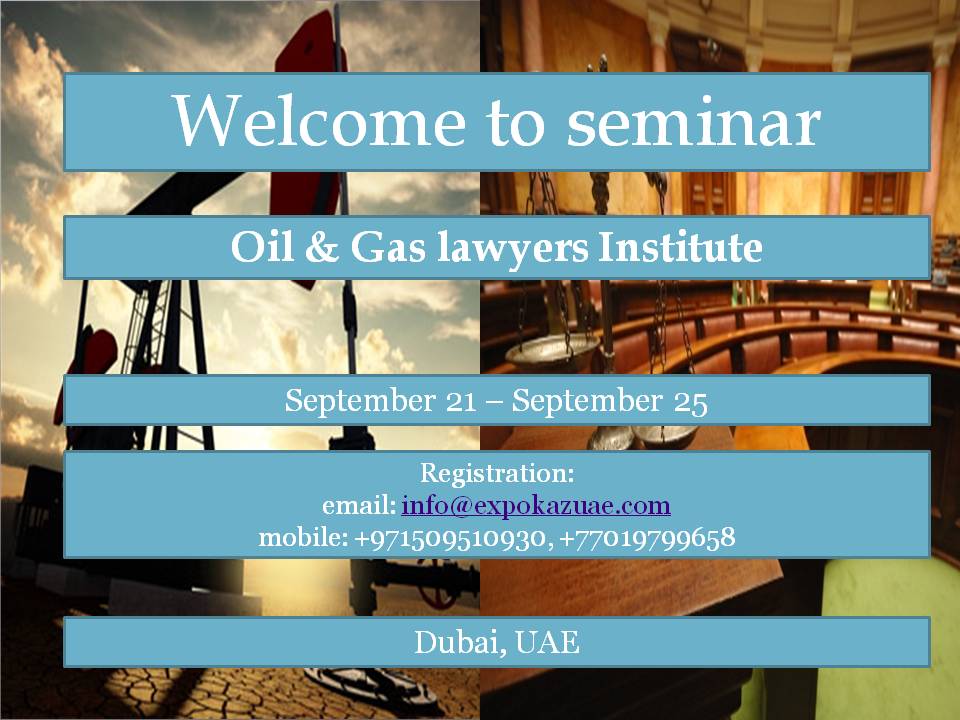 Welcome to seminar
Oil & Gas lawyers Institute
September 21 – September 25
Registration:
email: info@expokazuae.com
mobile: +971509510930, +77019799658
Dubai, UAE